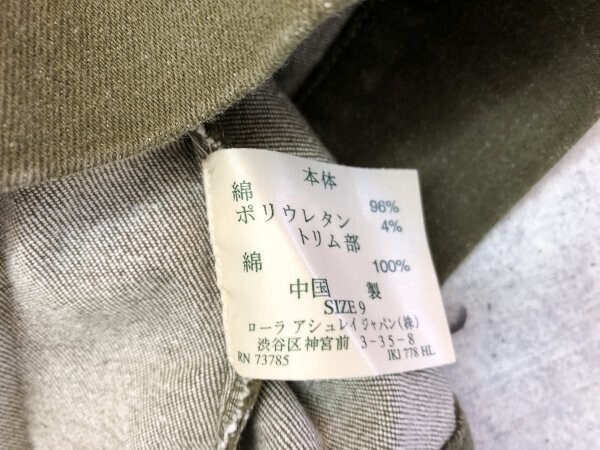 本体
綿 96%
ポリウレタン 4%
トリム部
綿 100%
中国 製
SIZE 9
ローラ アシュレイジャパン(株)
渋谷区神宮前 3-35-8
RN 73785 JKJ 778 HL